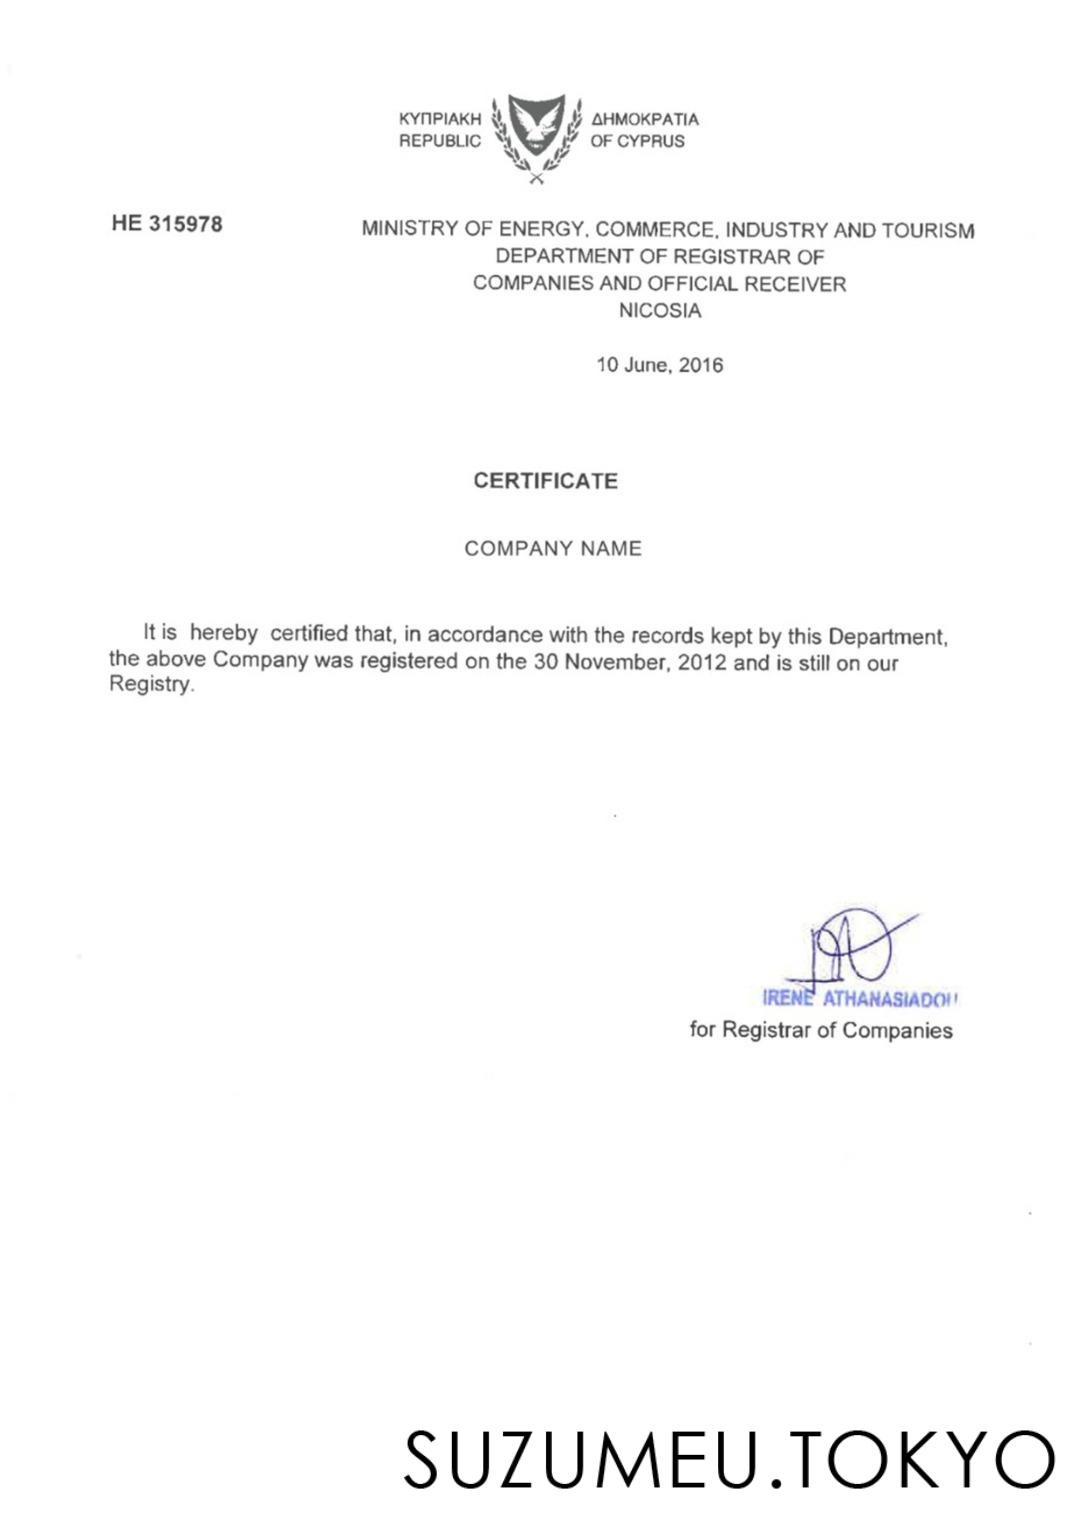 ΚΥΠΡΙΑΚΗ ΔΗΜΟΚΡΑΤΙΑ
REPUBLIC OF CYPRUS
HE 315978
MINISTRY OF ENERGY, COMMERCE, INDUSTRY AND TOURISM
DEPARTMENT OF REGISTRAR OF
COMPANIES AND OFFICIAL RECEIVER
NICOSIA
10 June, 2016
CERTIFICATE
COMPANY NAME
It is hereby certified that, in accordance with the records kept by this Department,
the above Company was registered on the 30 November, 2012 and is still on our
Registry.
IRENE ATHANASIADOU
for Registrar of Companies
SUZUMEU.TOKYO